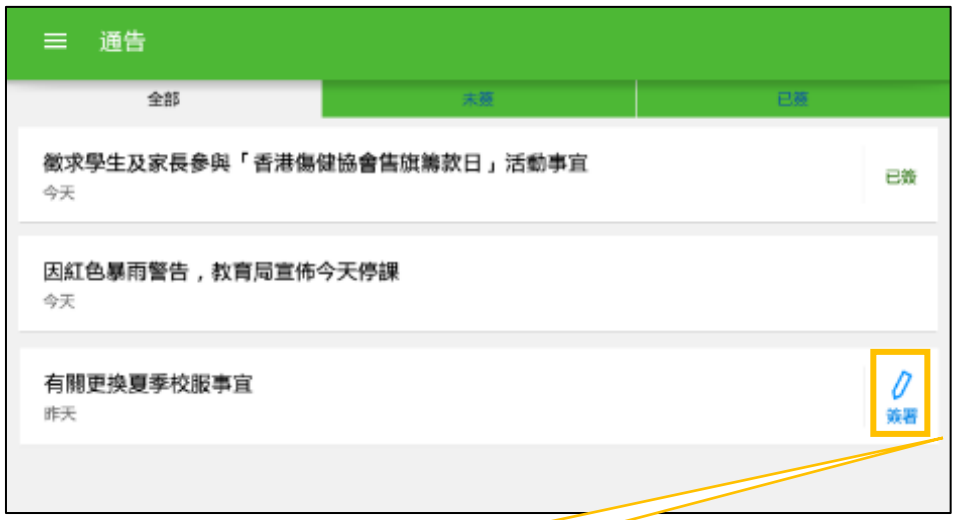 通告
全部 未簽 已簽
徵求學生及家長參與「香港傷健協會售旗籌款日」活動事宜
今天
已簽
因紅色暴雨警告，教育局宣佈今天停課
今天
有關更換夏季校服事宜
昨天
簽署